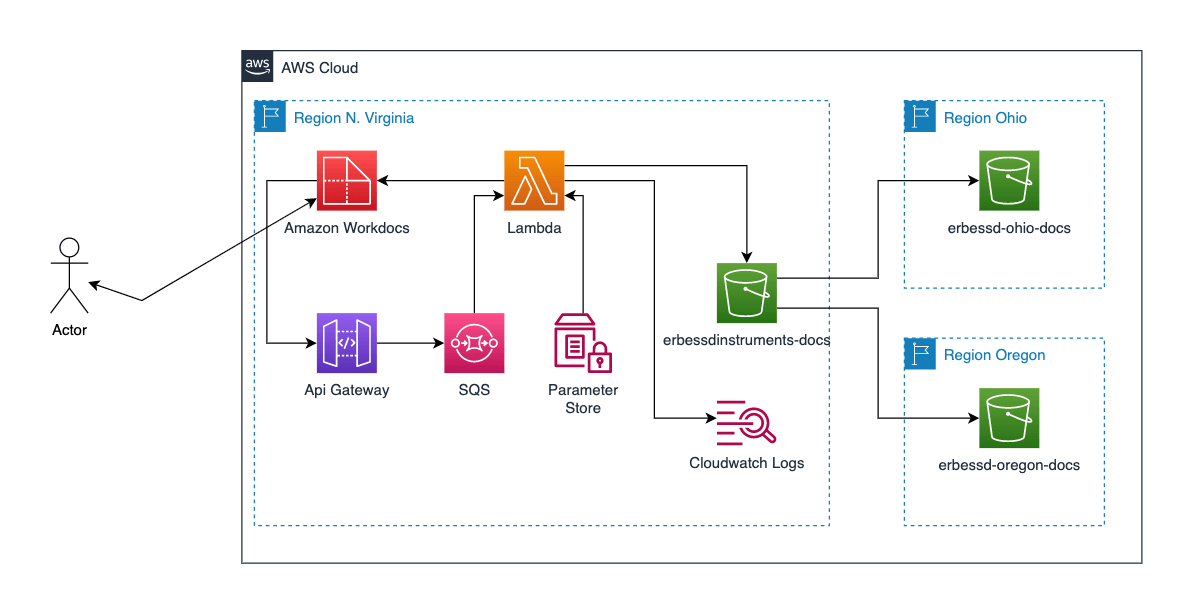 aws
AWS Cloud
Region N. Virginia
Region Ohio
Amazon Workdocs
Lambda
erbessd-ohio-docs
Actor
erbessdinstruments-docs
Region Oregon
Api Gateway
SQS
Parameter
Store
Cloudwatch Logs
erbessd-oregon-docs